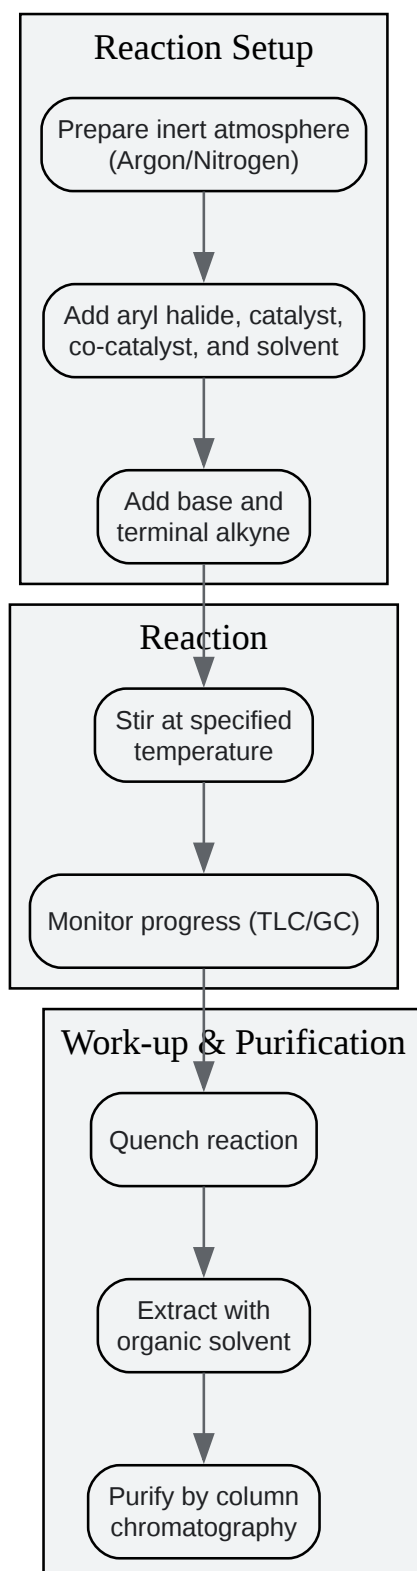 Reaction Setup
Prepare inert atmosphere
(Argon/Nitrogen)
Add aryl halide, catalyst,
co-catalyst, and solvent
Add base and
terminal alkyne
Reaction
Stir at specified
temperature
Monitor progress (TLC/GC)
Work-up & Purification
Quench reaction
Extract with
organic solvent
Purify by column
chromatography